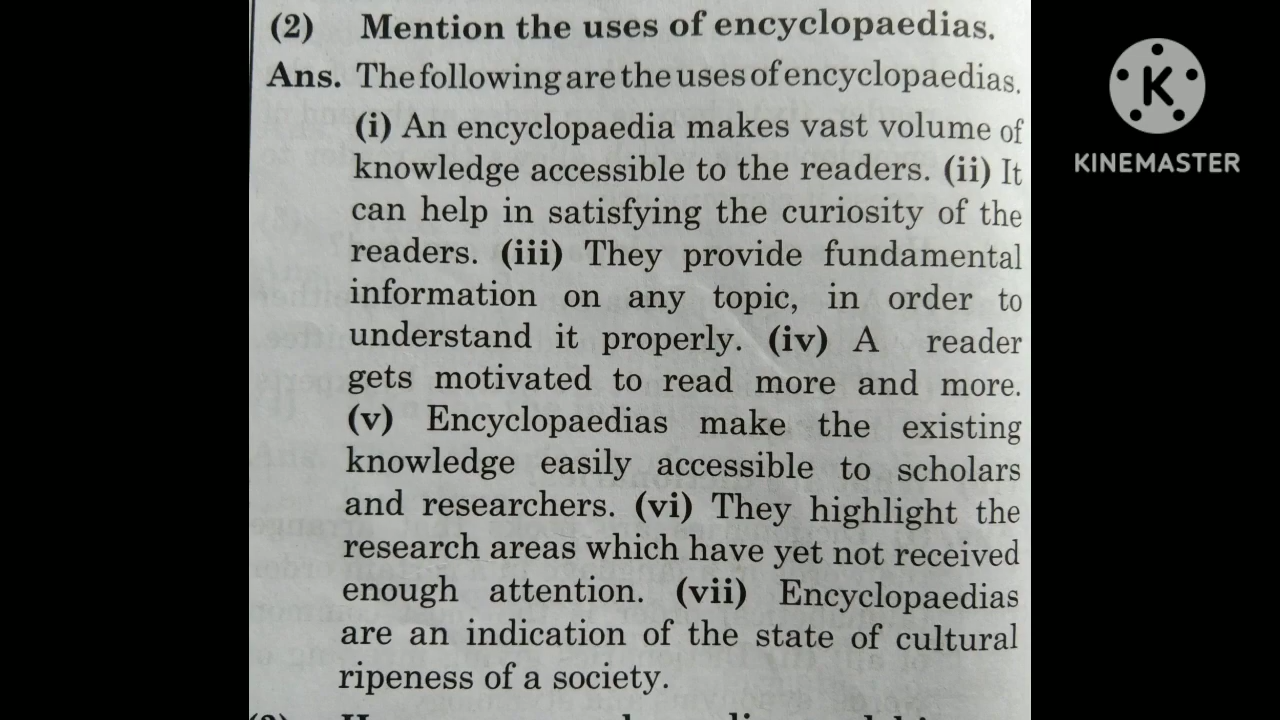 (2) Mention the uses of encyclopaedias.
Ans. The following are the uses of encyclopaedias.
(i) An encyclopaedia makes vast volume of
knowledge accessible to the readers. (ii) It
can help in satisfying the curiosity of the
readers. (iii) They provide fundamental
information on any topic, in order to
understand it properly. (iv) A reader
gets motivated to read more and more.
(v) Encyclopaedias make the existing
knowledge easily accessible to scholars
and researchers. (vi) They highlight the
research areas which have yet not received
enough attention. (vii) Encyclopaedias
are an indication of the state of cultural
ripeness of a society.
K
KINEMASTER